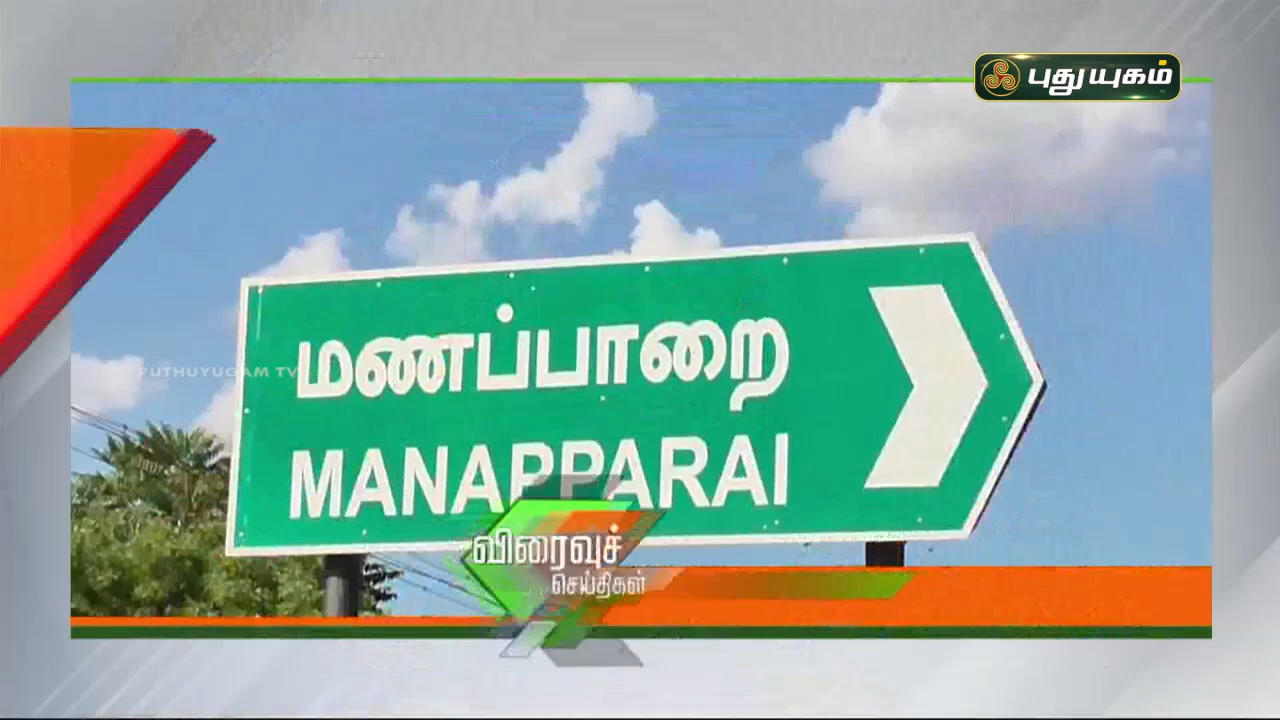 புதுயுகம்
மணப்பாறை
PUTHUYUGAM TV
MANAPPARAI
விரைவுச்
செய்திகள்